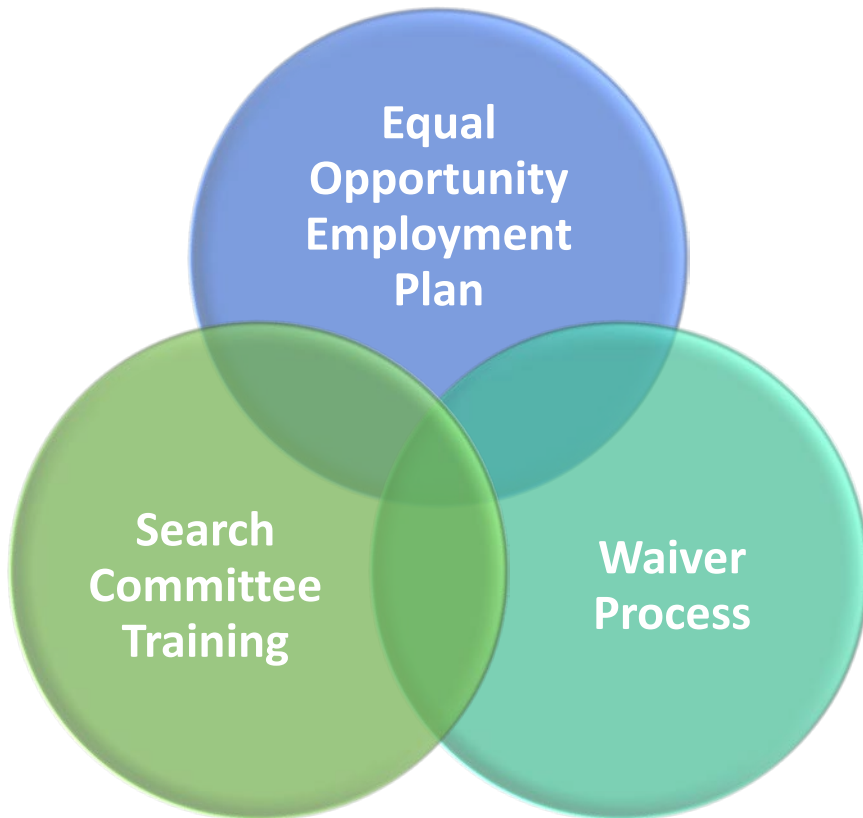 Equal
Opportunity
Employment
Plan
Search
Committee
Training
Waiver
Process